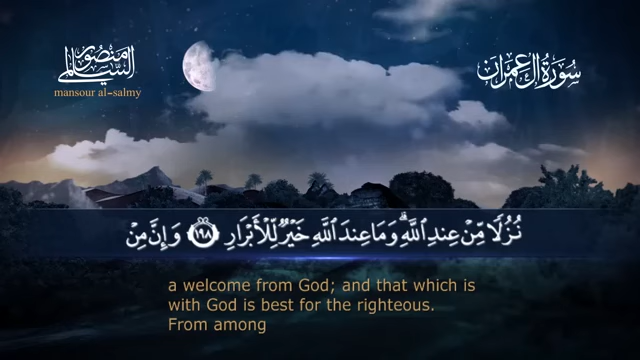 منصور السالمي
mansour al-salmy
سورة آل عمران
نُزُلًا مِّنْ عِندِ اللَّهِ ۗ وَمَا عِندَ اللَّهِ خَيْرٌ لِّلْأَبْرَارِ ﴿١٩٨﴾ وَإِنَّ مِنْ
a welcome from God; and that which is
with God is best for the righteous.
From among